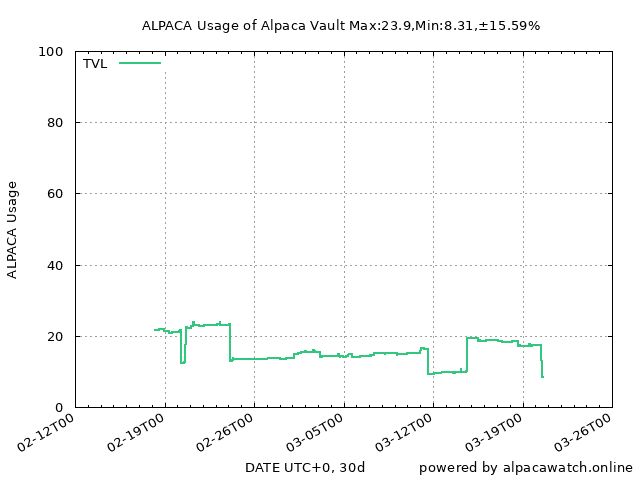 ALPACA Usage of Alpaca Vault Max:23.9,Min:8.31,±15.59%
TVL
100
80
60
40
20
0
ALPACA Usage
02-12T00
02-19T00
02-26T00
03-05T00
03-12T00
03-19T00
03-26T00
DATE UTC+0, 30d
powered by alpacawatch.online